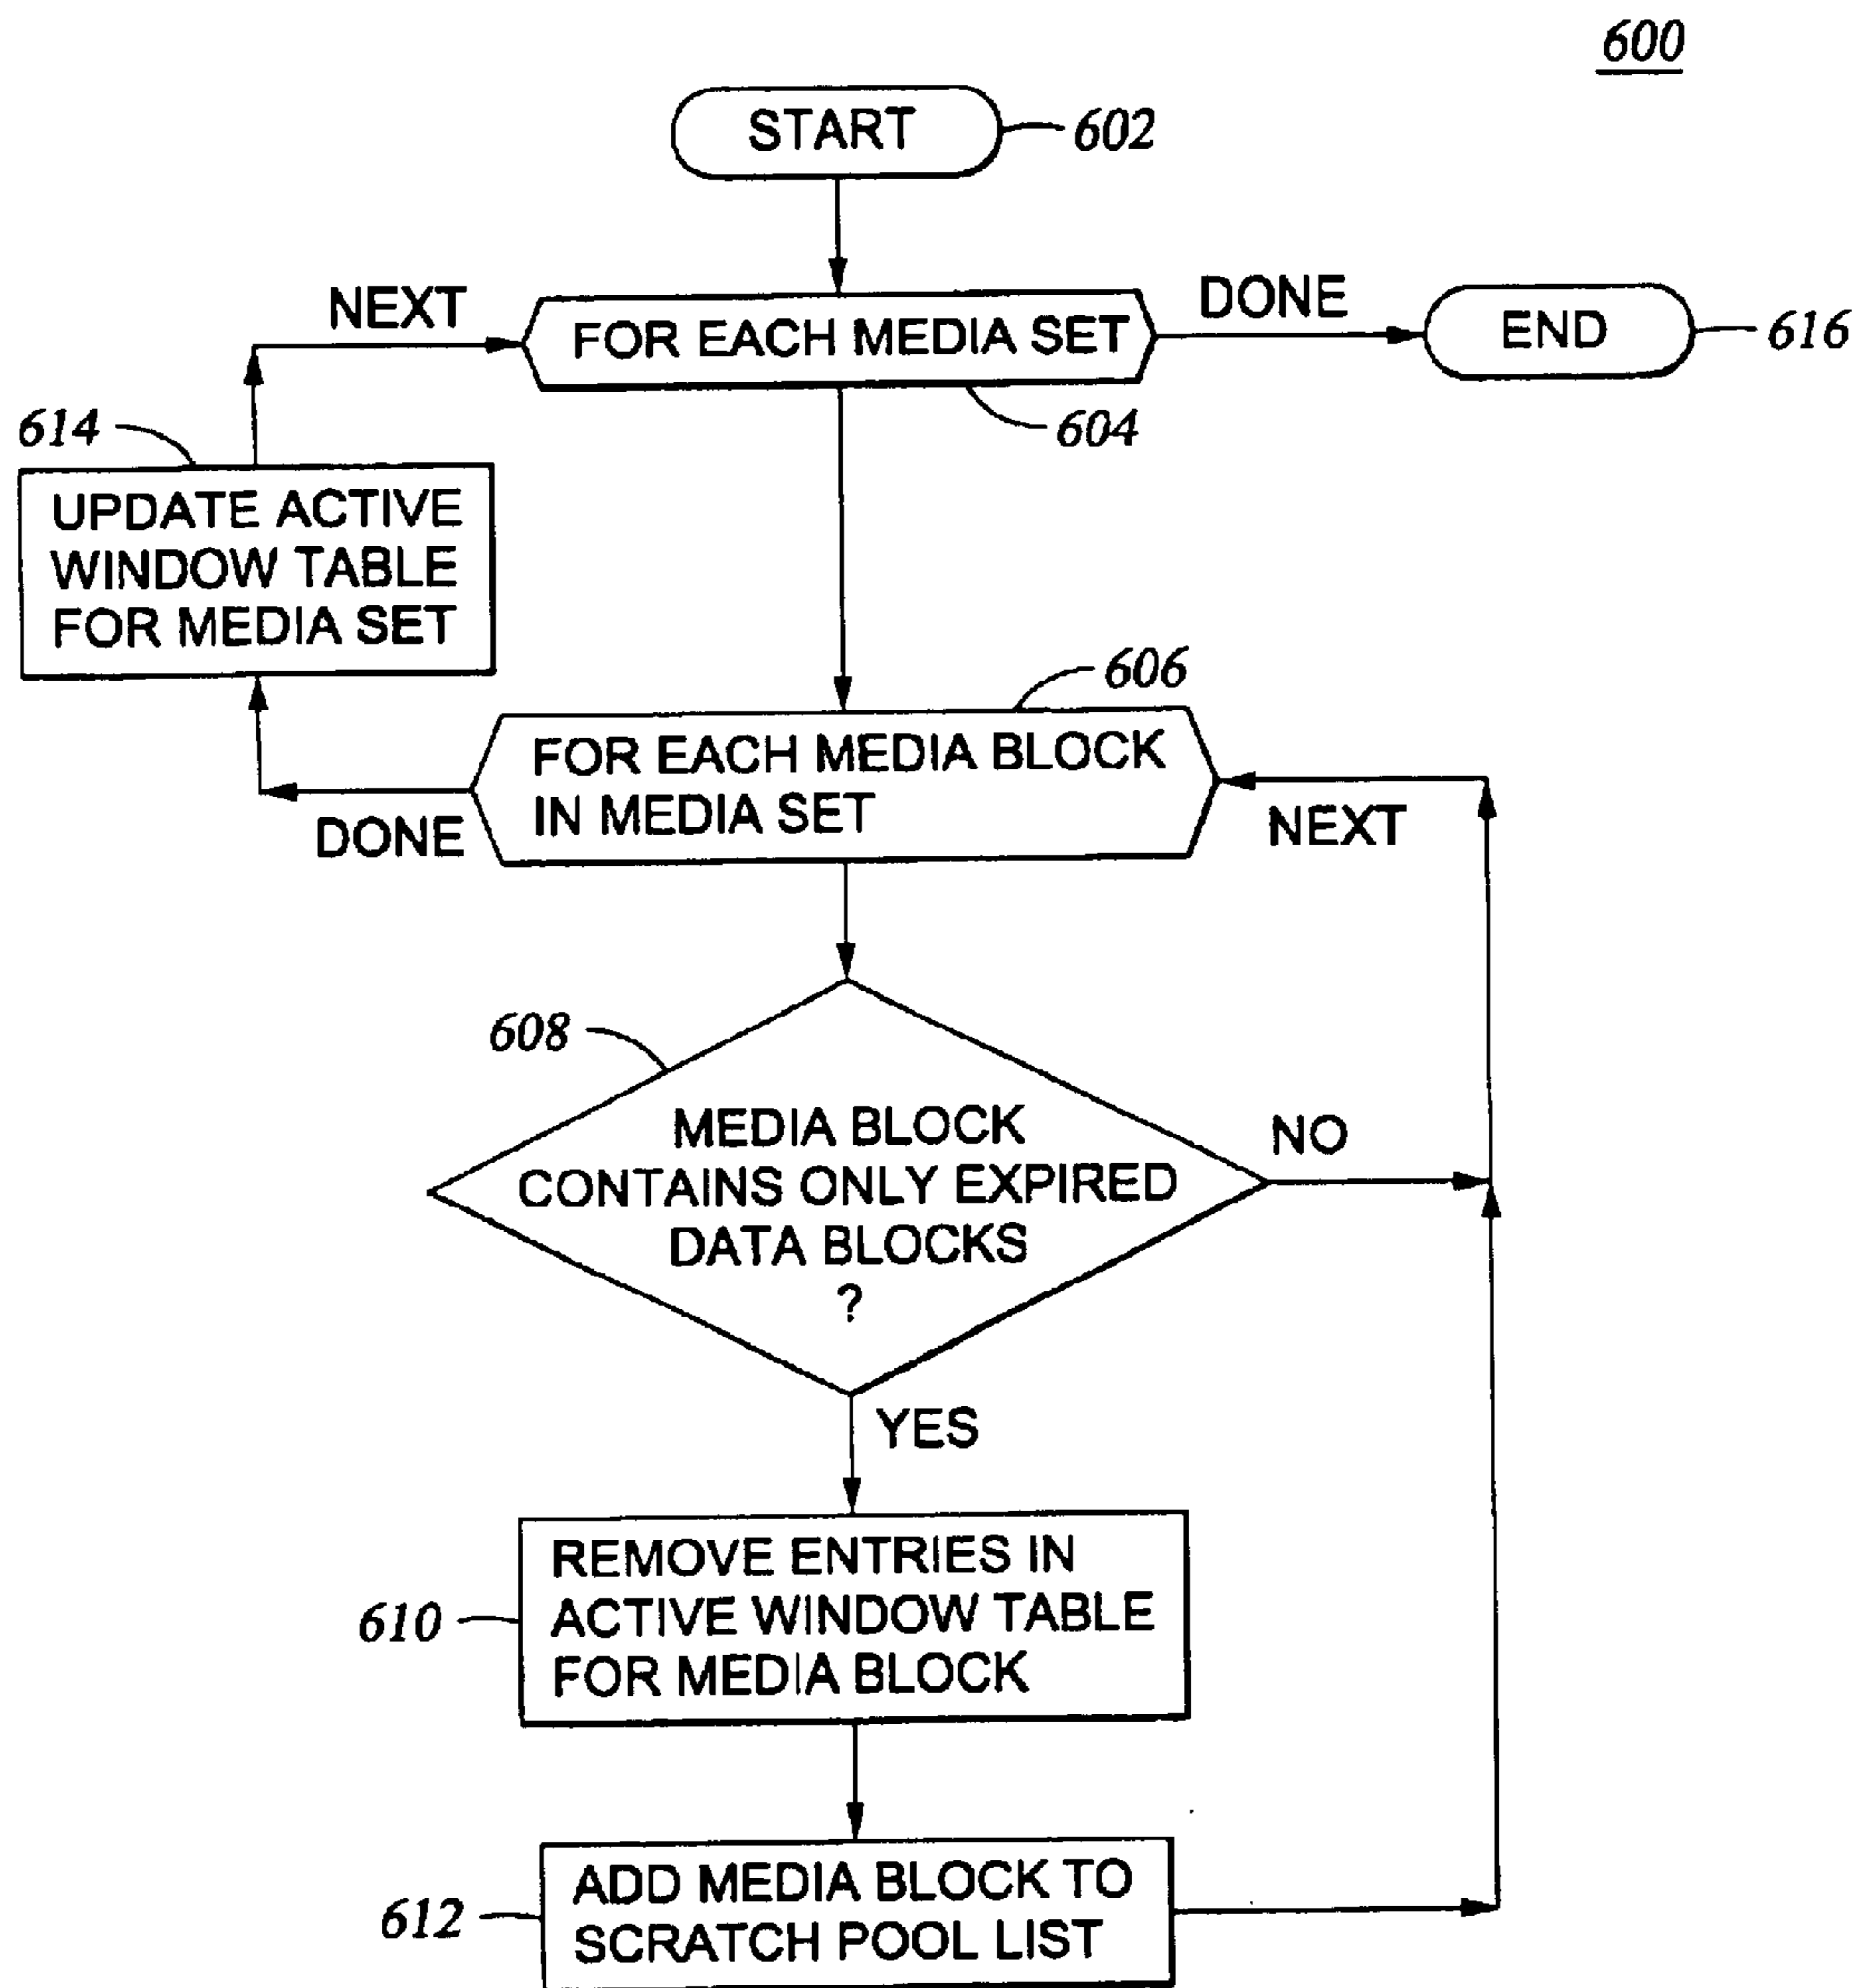 600
START
602
NEXT
DONE
FOR EACH MEDIA SET
END
616
604
614
UPDATE ACTIVE
WINDOW TABLE
FOR MEDIA SET
606
FOR EACH MEDIA BLOCK
IN MEDIA SET
DONE
NEXT
608
MEDIA BLOCK
CONTAINS ONLY EXPIRED
DATA BLOCKS
?
NO
YES
610
REMOVE ENTRIES IN
ACTIVE WINDOW TABLE
FOR MEDIA BLOCK
612
ADD MEDIA BLOCK TO
SCRATCH POOL LIST